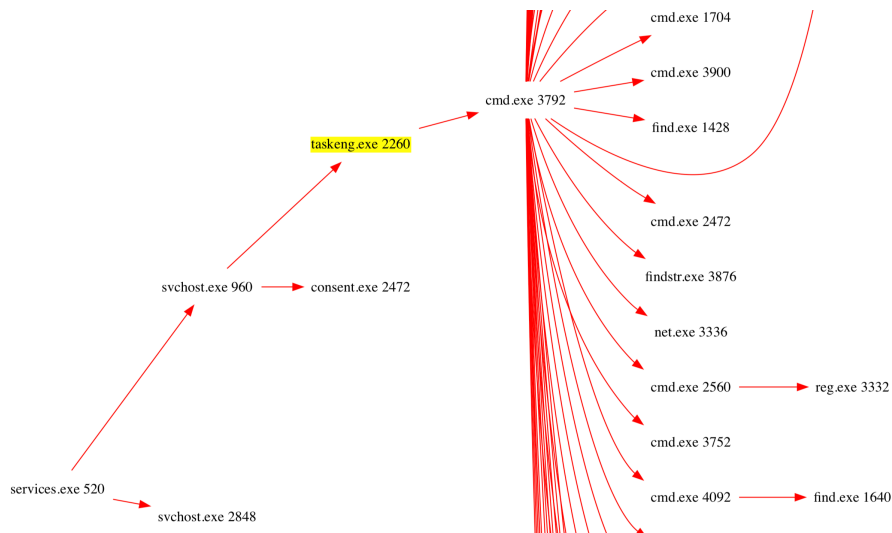 cmd.exe 1704
cmd.exe 3900
cmd.exe 3792
find.exe 1428
taskeng.exe 2260
cmd.exe 2472
findstr.exe 3876
svchost.exe 960
consent.exe 2472
net.exe 3336
cmd.exe 2560
reg.exe 3332
cmd.exe 3752
services.exe 520
cmd.exe 4092
find.exe 1640
svchost.exe 2848